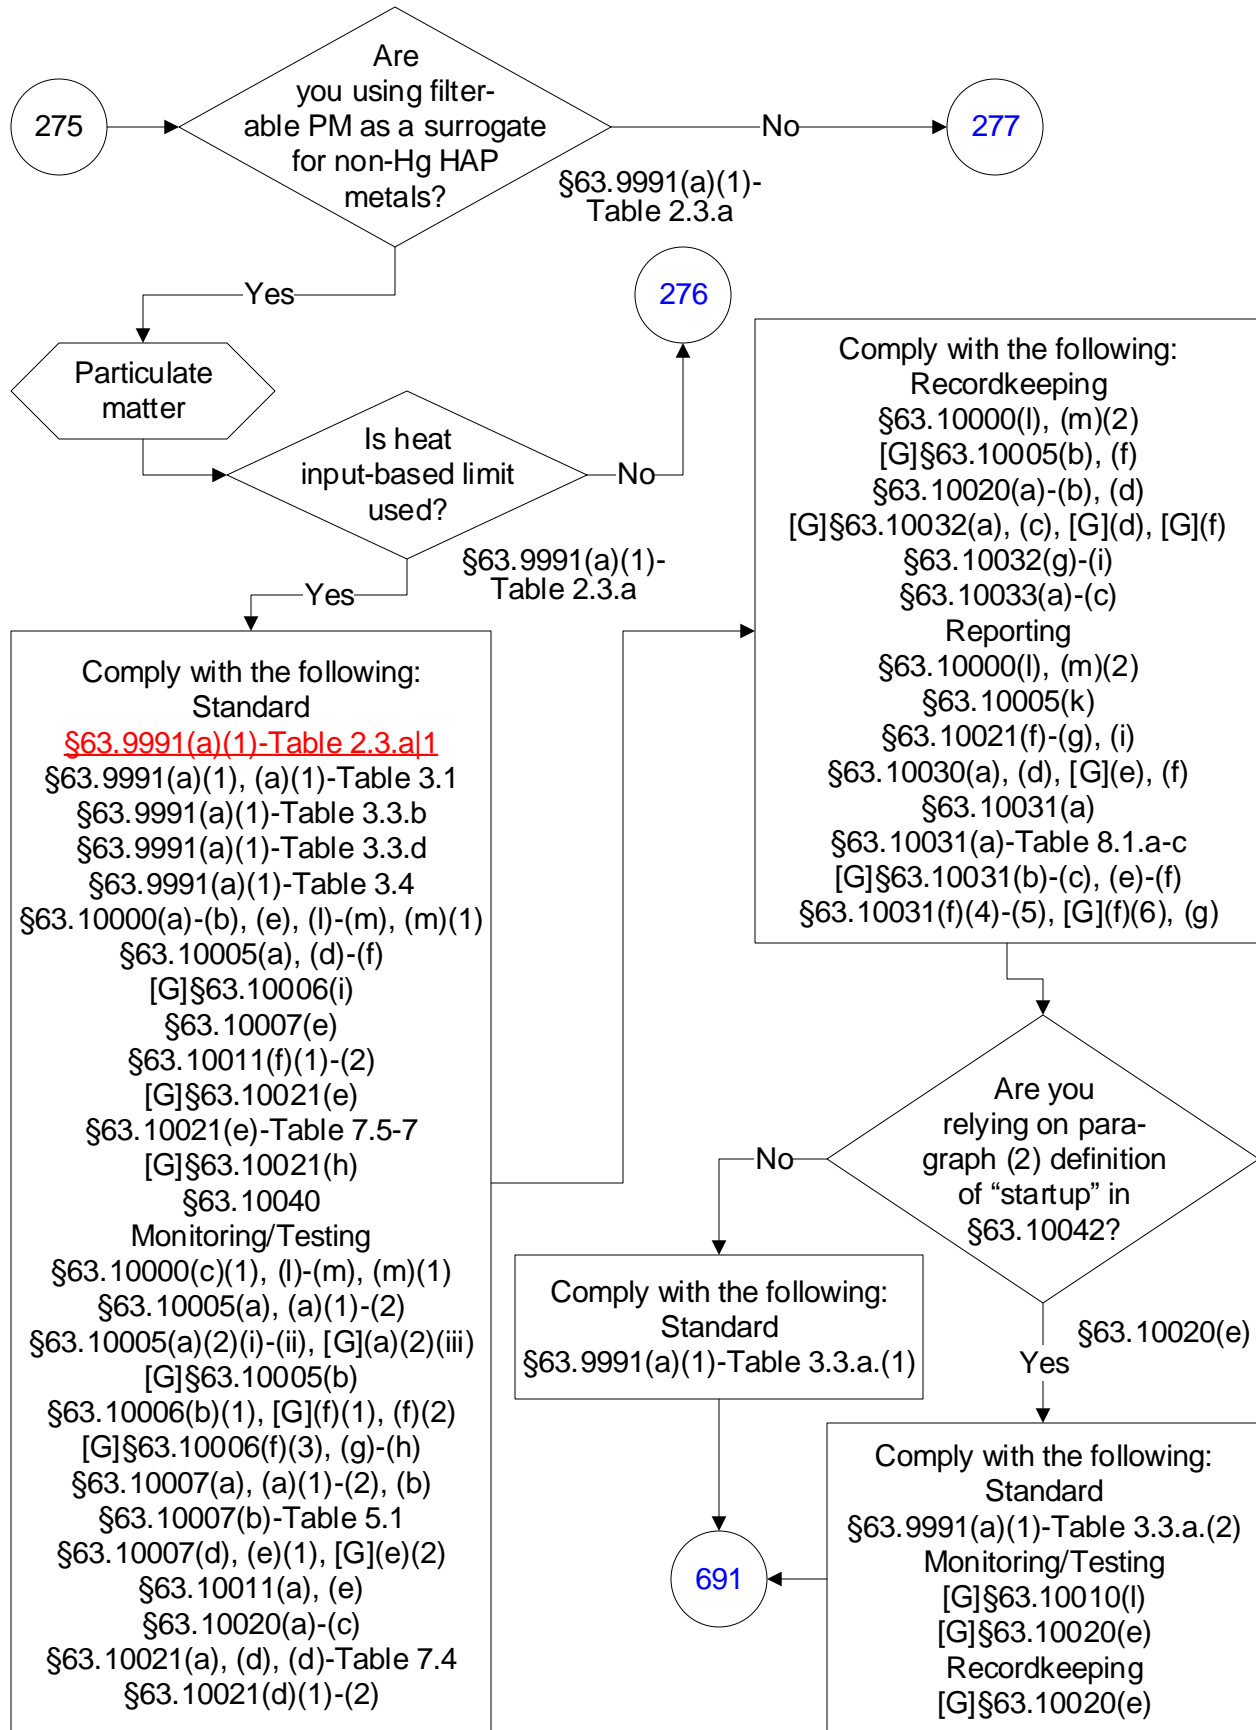 275
Are
you using filter-
able PM as a surrogate
for non-Hg HAP
metals?
No
277
§63.9991(a)(1)-
Table 2.3.a
Yes
276
Particulate
matter
Is heat
input-based limit
used?
No
§63.9991(a)(1)-
Table 2.3.a
Yes
Comply with the following:
Standard
§63.9991(a)(1)-Table 2.3.a|1
§63.9991(a)(1), (a)(1)-Table 3.1
§63.9991(a)(1)-Table 3.3.b
§63.9991(a)(1)-Table 3.3.d
§63.9991(a)(1)-Table 3.4
§63.10000(a)-(b), (e), (l)-(m), (m)(1)
§63.10005(a), (d)-(f)
[G]§63.10006(i)
§63.10007(e)
§63.10011(f)(1)-(2)
[G]§63.10021(e)
§63.10021(e)-Table 7.5-7
[G]§63.10021(h)
§63.10040
Monitoring/Testing
§63.10000(c)(1), (l)-(m), (m)(1)
§63.10005(a), (a)(1)-(2)
§63.10005(a)(2)(i)-(ii), [G](a)(2)(iii)
[G]§63.10005(b)
§63.10006(b)(1), [G](f)(1), (f)(2)
[G]§63.10006(f)(3), (g)-(h)
§63.10007(a), (a)(1)-(2), (b)
§63.10007(b)-Table 5.1
§63.10007(d), (e)(1), [G](e)(2)
§63.10011(a), (e)
§63.10020(a)-(c)
§63.10021(a), (d), (d)-Table 7.4
§63.10021(d)(1)-(2)
Comply with the following:
Recordkeeping
§63.10000(l), (m)(2)
[G]§63.10005(b), (f)
§63.10020(a)-(b), (d)
[G]§63.10032(a), (c), [G](d), [G](f)
§63.10032(g)-(i)
§63.10033(a)-(c)
Reporting
§63.10000(l), (m)(2)
§63.10005(k)
§63.10021(f)-(g), (i)
§63.10030(a), (d), [G](e), (f)
§63.10031(a)
§63.10031(a)-Table 8.1.a-c
[G]§63.10031(b)-(c), (e)-(f)
§63.10031(f)(4)-(5), [G](f)(6), (g)
Are you
relying on para-
graph (2) definition
of “startup” in
§63.10042?
No
Comply with the following:
Standard
§63.9991(a)(1)-Table 3.3.a.(1)
§63.10020(e)
Yes
Comply with the following:
Standard
§63.9991(a)(1)-Table 3.3.a.(2)
Monitoring/Testing
[G]§63.10010(l)
[G]§63.10020(e)
Recordkeeping
[G]§63.10020(e)
691